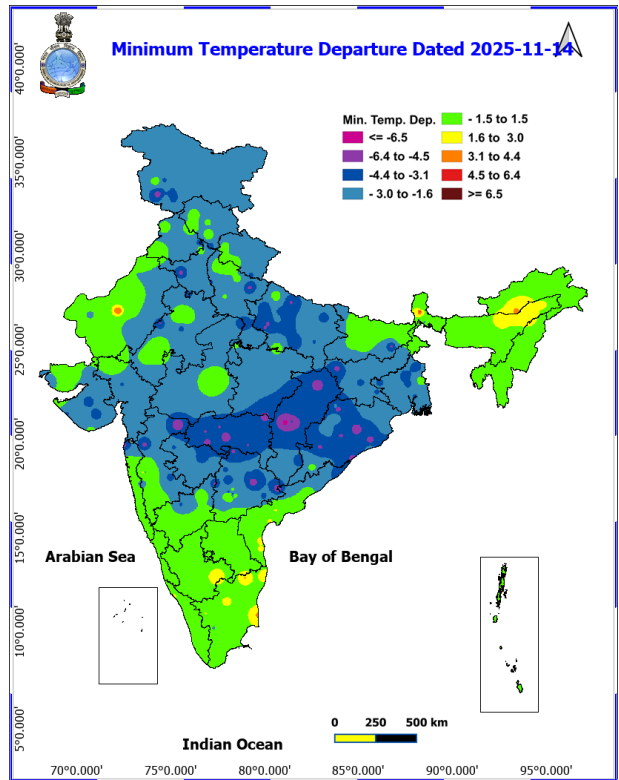 Minimum Temperature Departure Dated 2025-11-14
Min. Temp. Dep.
<= -6.5
-6.4 to -4.5
-4.4 to -3.1
- 3.0 to -1.6
- 1.5 to 1.5
1.6 to 3.0
3.1 to 4.4
4.5 to 6.4
>= 6.5
40°0.000'
35°0.000'
30°0.000'
25°0.000'
20°0.000'
15°0.000'
10°0.000'
5°0.000'
Arabian Sea
Bay of Bengal
Indian Ocean
0 250 500 km
70°0.000' 75°0.000' 80°0.000' 85°0.000' 90°0.000' 95°0.000'